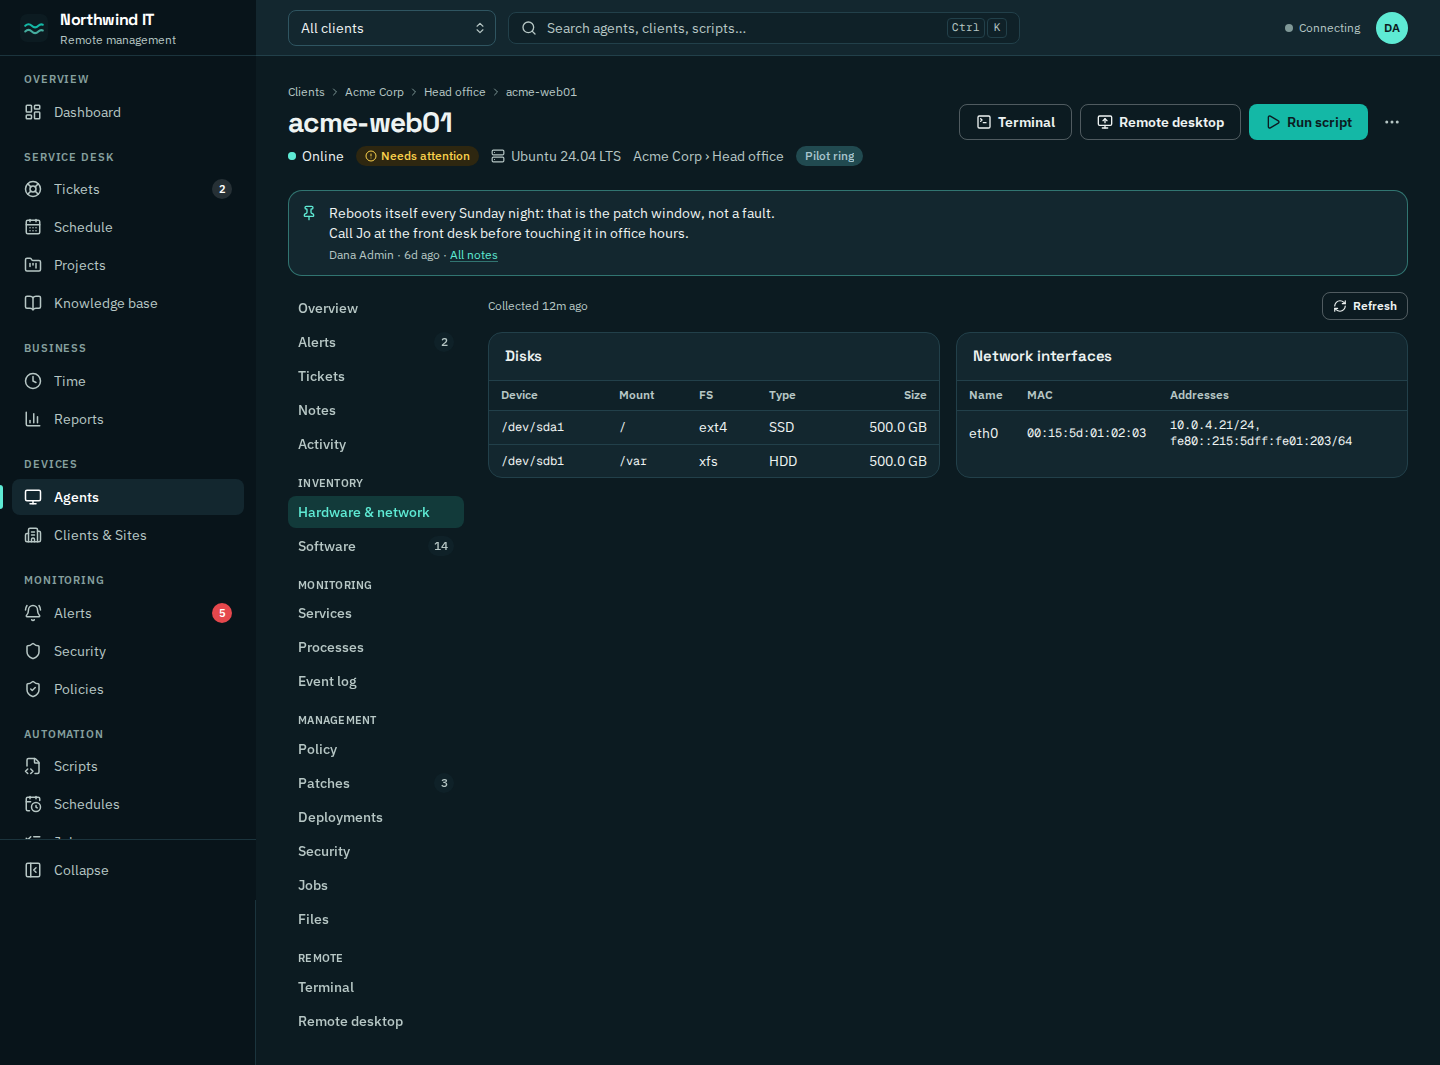 Northwind IT
Remote management
All clients
Search agents, clients, scripts...
Ctrl K
Connecting
DA
OVERVIEW
Dashboard
SERVICE DESK
Tickets 2
Schedule
Projects
Knowledge base
BUSINESS
Time
Reports
DEVICES
Agents
Clients & Sites
MONITORING
Alerts 5
Security
Policies
AUTOMATION
Scripts
Schedules
Collapse
Clients > Acme Corp > Head office > acme-web01
acme-web01
Online
Needs attention
Ubuntu 24.04 LTS
Acme Corp › Head office
Pilot ring
Terminal
Remote desktop
Run script
Reboots itself every Sunday night: that is the patch window, not a fault.
Call Jo at the front desk before touching it in office hours.
Dana Admin · 6d ago · All notes
Overview
Alerts 2
Tickets
Notes
Activity
INVENTORY
Hardware & network
Software 14
MONITORING
Services
Processes
Event log
MANAGEMENT
Policy
Patches 3
Deployments
Security
Jobs
Files
REMOTE
Terminal
Remote desktop
Collected 12m ago
Refresh
Disks
Device Mount FS Type Size
/dev/sda1 / ext4 SSD 500.0 GB
/dev/sdb1 /var xfs HDD 500.0 GB
Network interfaces
Name MAC Addresses
eth0 00:15:5d:01:02:03 10.0.4.21/24,
fe80::215:5dff:fe01:203/64